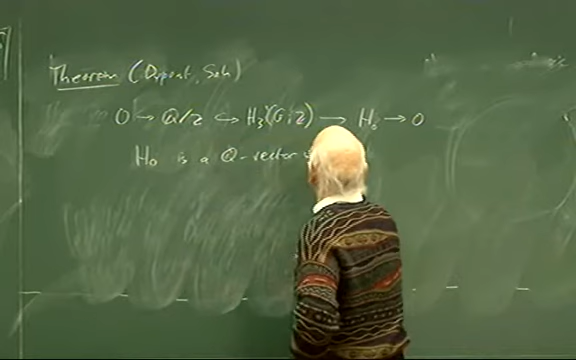 Theorem (Dupont, Sah)
0 → Q/Z ↪ H₃(G; Z) → H₀ → 0
H₀ is a Q-vector